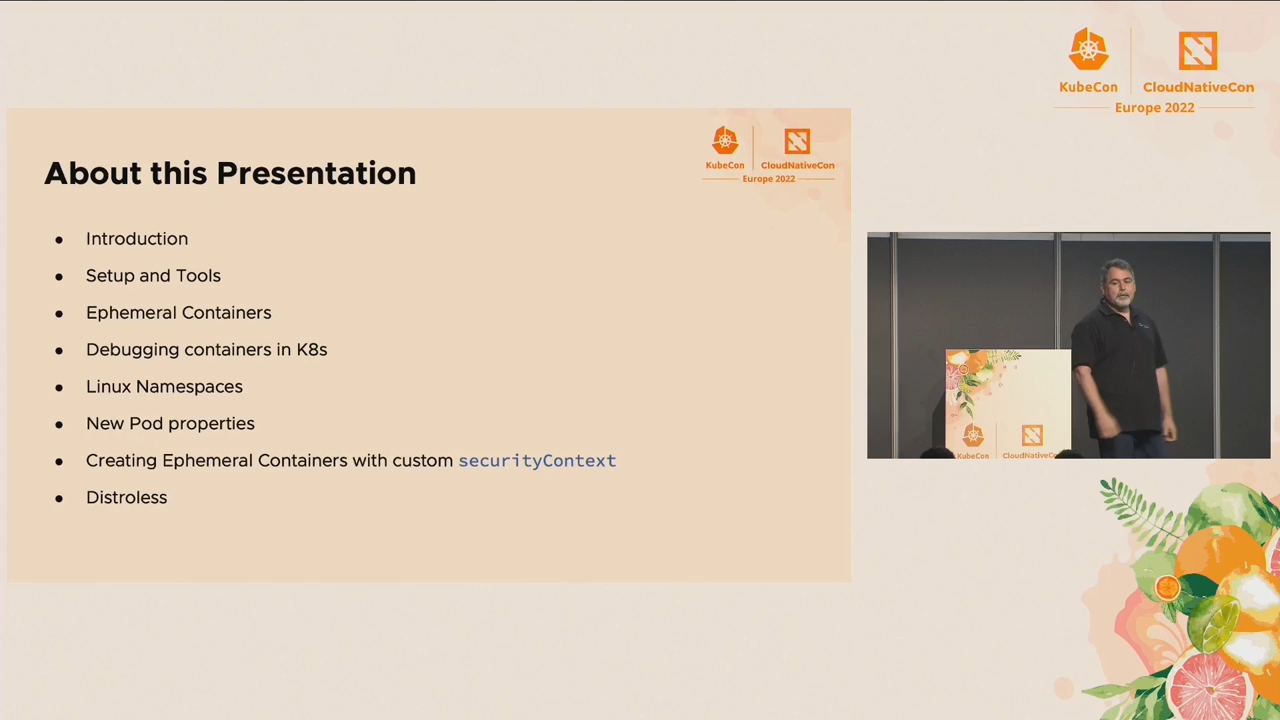 KubeCon
CloudNativeCon
Europe 2022
KubeCon
CloudNativeCon
Europe 2022
About this Presentation
Introduction
Setup and Tools
Ephemeral Containers
Debugging containers in K8s
Linux Namespaces
New Pod properties
Creating Ephemeral Containers with custom securityContext
Distroless
KubeCon
CloudNativeCon